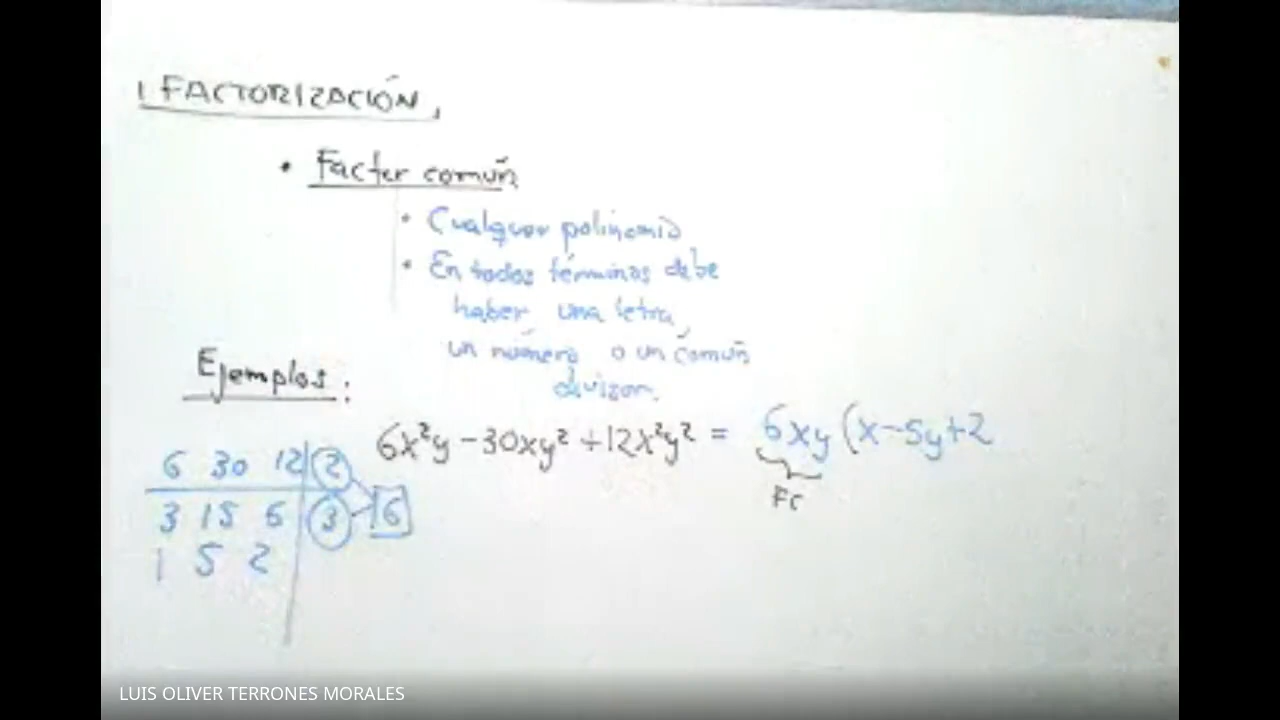 1 FACTORIZACIÓN,
• Factor común
• Cualquier polinomio
• En todos términos debe
haber una letra,
un número o un común
divisor.
Ejemplos:
6x²y - 30xy² + 12x²y² = 6xy (x - 5y + 2
FC
6 30 12 | 2
3 15 6 | 3 6
1 5 2
LUIS OLIVER TERRONES MORALES